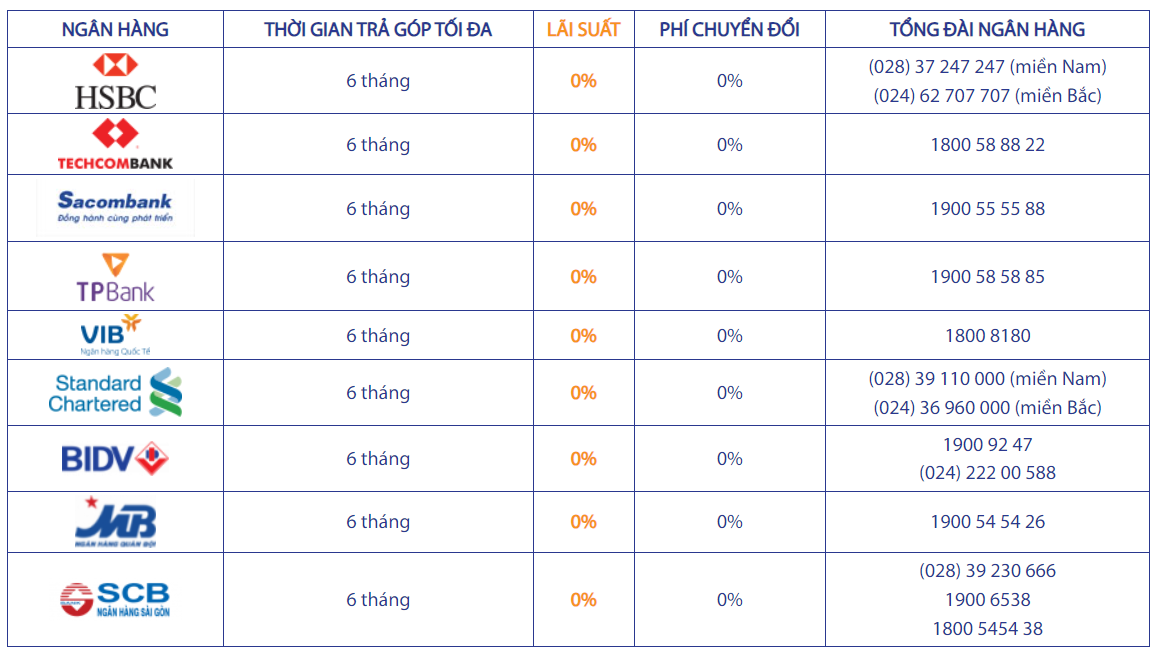 NGÂN HÀNG THỜI GIAN TRẢ GÓP TỐI ĐA LÃI SUẤT PHÍ CHUYỂN ĐỔI TỔNG ĐÀI NGÂN HÀNG
HSBC 6 tháng 0% 0% (028) 37 247 247 (miền Nam)
(024) 62 707 707 (miền Bắc)
TECHCOMBANK 6 tháng 0% 0% 1800 58 88 22
Sacombank
Đồng hành cùng phát triển
6 tháng 0% 0% 1900 55 55 88
TPBank 6 tháng 0% 0% 1900 58 58 85
VIB
Ngân hàng Quốc Tế
6 tháng 0% 0% 1800 8180
Standard
Chartered
6 tháng 0% 0% (028) 39 110 000 (miền Nam)
(024) 36 960 000 (miền Bắc)
BIDV 6 tháng 0% 0% 1900 92 47
(024) 222 00 588
MB
NGÂN HÀNG QUÂN ĐỘI
6 tháng 0% 0% 1900 54 54 26
SCB
NGÂN HÀNG SÀI GÒN
6 tháng 0% 0% (028) 39 230 666
1900 6538
1800 5454 38